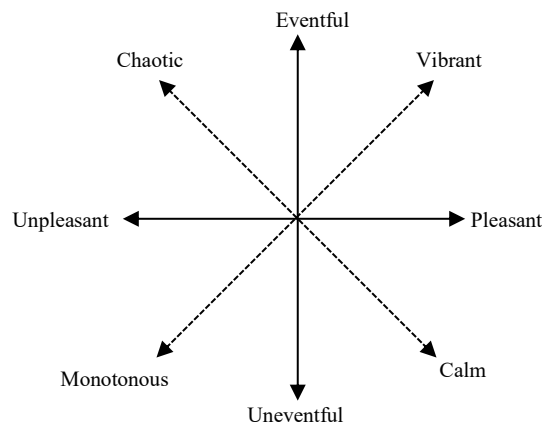 Eventful
Chaotic
Vibrant
Unpleasant
Pleasant
Monotonous
Calm
Uneventful